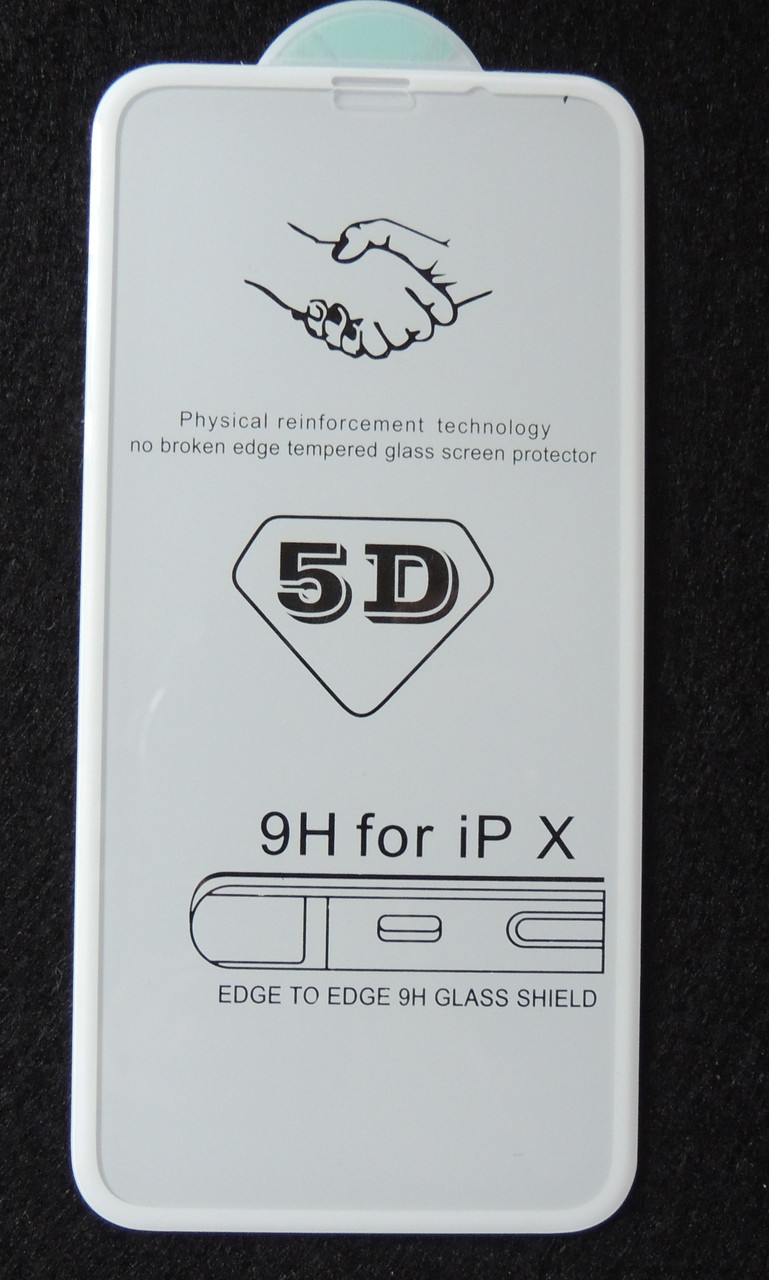 Physical reinforcement technology
no broken edge tempered glass screen protector
5D
9H for iP X
EDGE TO EDGE 9H GLASS SHIELD